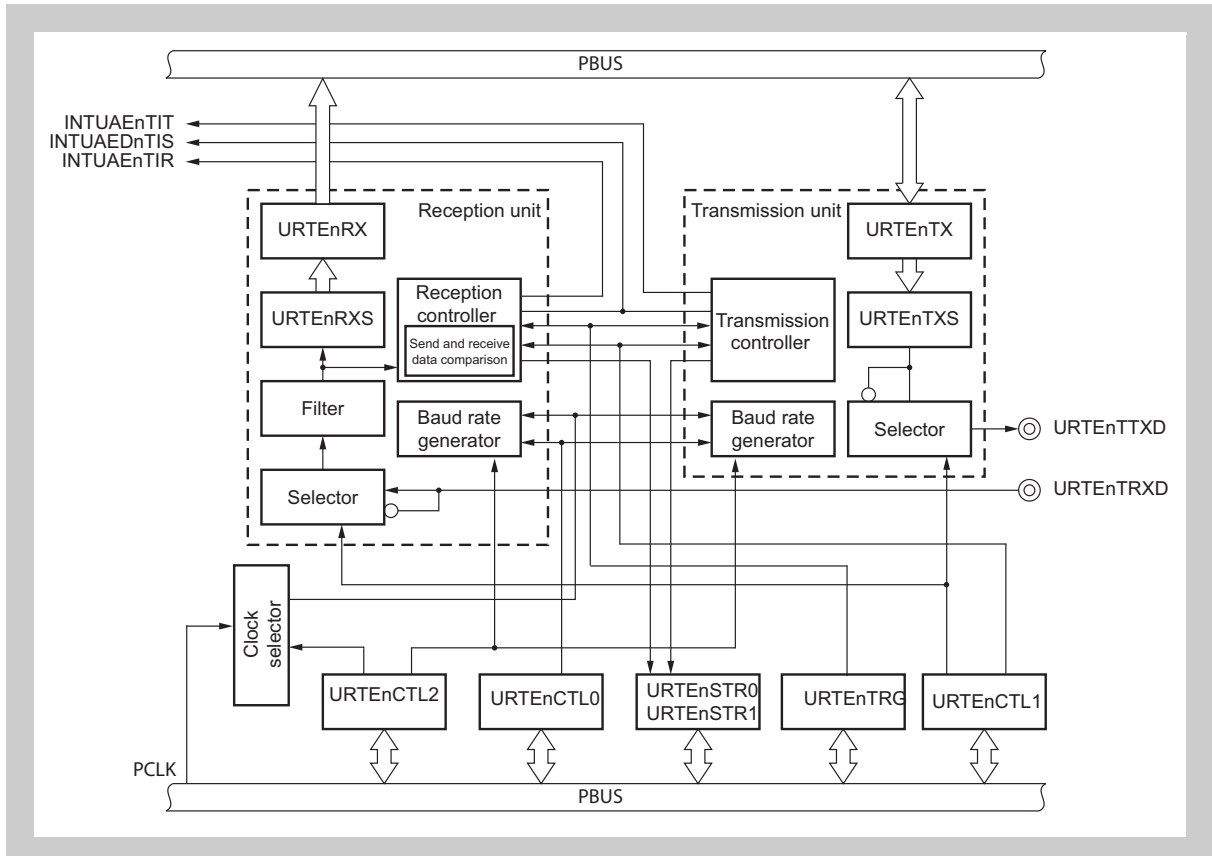 PBUS
INTUAEnTIT
INTUAEDnTIS
INTUAEnTIR
Reception unit
Transmission unit
URTEnRX
URTEnTX
URTEnRXS
Reception
controller
Send and receive
data comparison
Transmission
controller
URTEnTXS
Filter
Baud rate
generator
Baud rate
generator
Selector
URTEnTTXD
Selector
URTEnTRXD
Clock
selector
URTEnCTL2
URTEnCTL0
URTEnSTR0
URTEnSTR1
URTEnTRG
URTEnCTL1
PCLK
PBUS